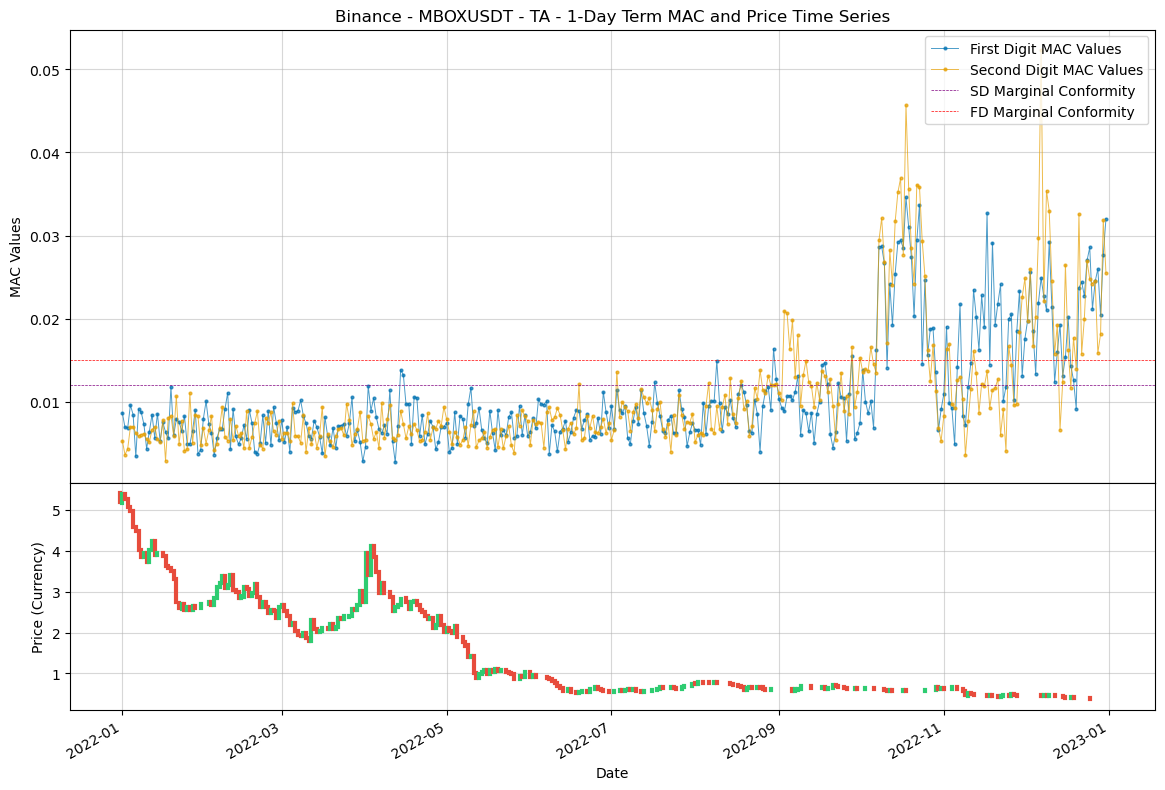 Binance - MBOXUSDT - TA - 1-Day Term MAC and Price Time Series
First Digit MAC Values
Second Digit MAC Values
SD Marginal Conformity
FD Marginal Conformity
MAC Values
0.05
0.04
0.03
0.02
0.01
Price (Currency)
5
4
3
2
1
2022-01
2022-03
2022-05
2022-07
2022-09
2022-11
2023-01
Date